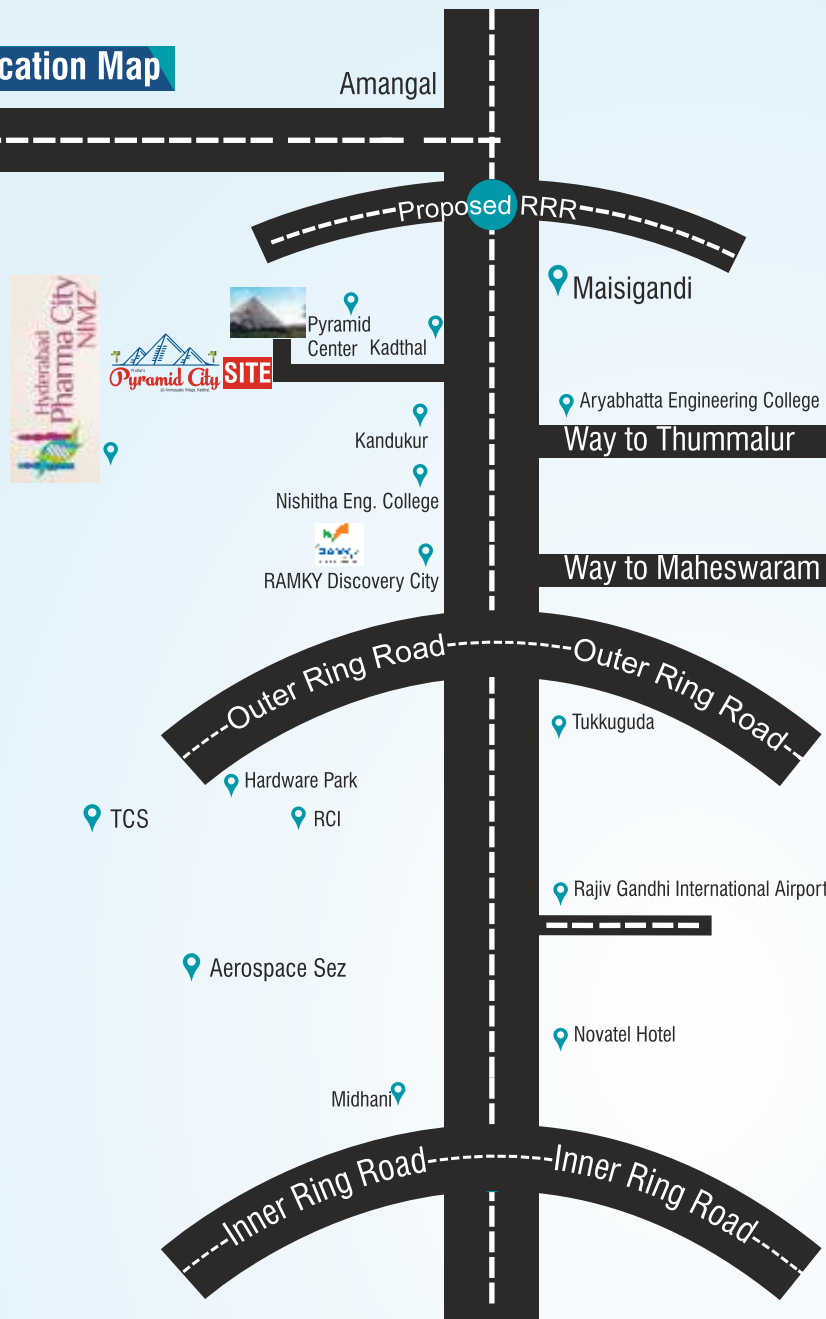 cation Map
Amangal
Proposed RRR
Maisigandi
Hyderabad
Pharma City
NIMZ
Pyramid
Center
Kadthal
Pyramid City
SITE
Aryabhatta Engineering College
Way to Thummalur
Kandukur
Nishitha Eng. College
RAMKY Discovery City
Way to Maheswaram
Outer Ring Road
Outer Ring Road
Tukkuguda
Hardware Park
TCS
RCI
Rajiv Gandhi International Airport
Aerospace Sez
Novatel Hotel
Midhani
Inner Ring Road
Inner Ring Road